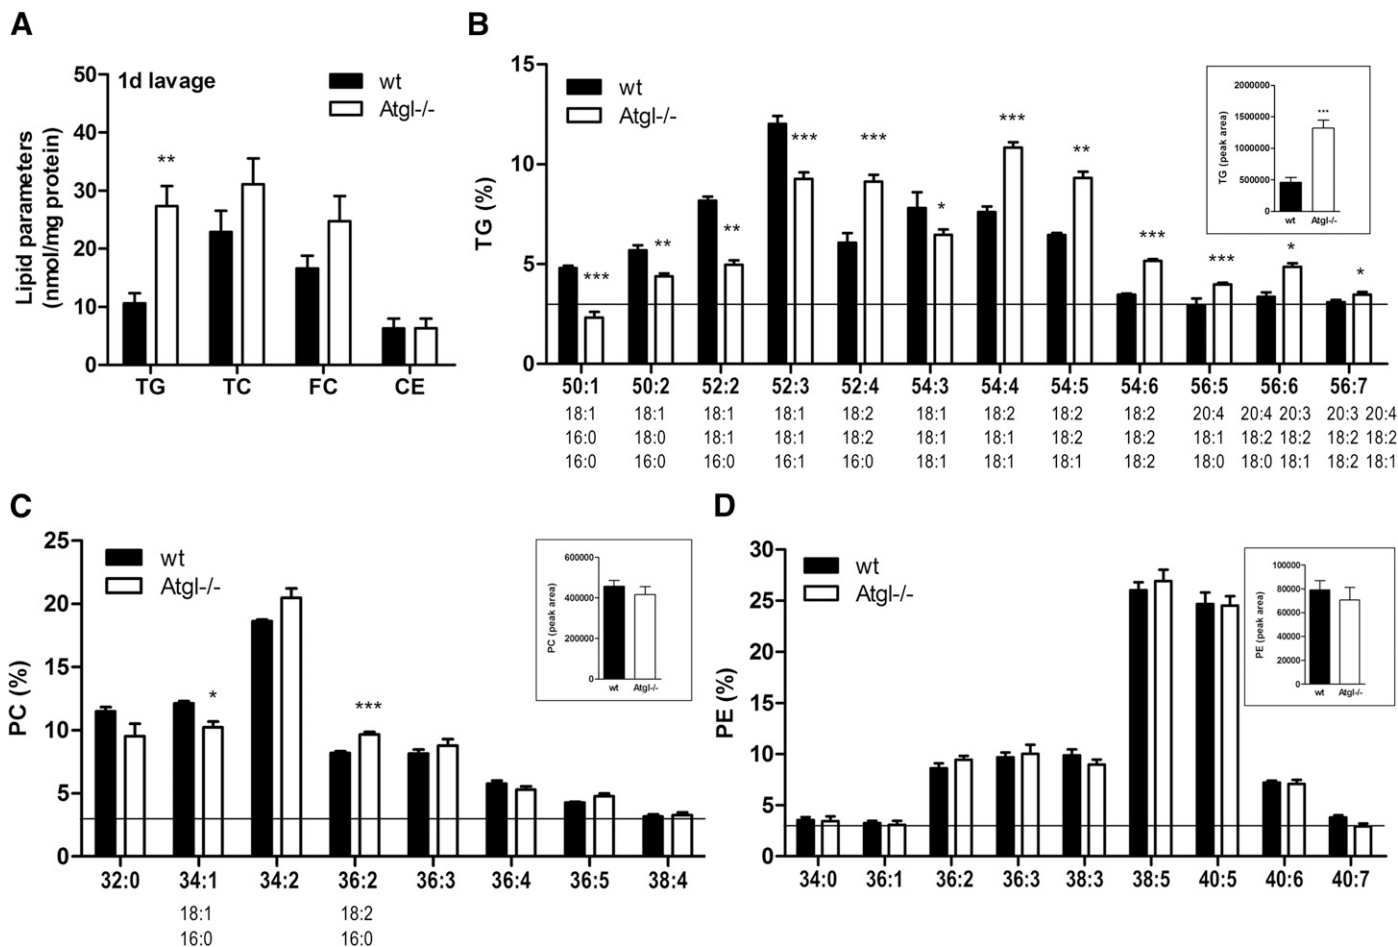 A
1d lavage
wt
Atgl-/-
Lipid parameters
(nmol/mg protein)
50
40
30
20
10
0
**
TG TC FC CE
B
wt
Atgl-/-
TG (%)
15
10
5
0
*** ** ** *** *** * *** ** *** *** * *
50:1 50:2 52:2 52:3 52:4 54:3 54:4 54:5 54:6 56:5 56:6 56:7
18:1 18:1 18:1 18:1 18:2 18:1 18:2 18:2 18:2 20:4 20:4 20:3 20:3 20:4
16:0 18:0 18:1 18:1 18:2 18:1 18:1 18:2 18:2 18:1 18:2 18:2 18:2 18:2
16:0 16:0 16:0 16:1 16:0 18:1 18:1 18:1 18:2 18:0 18:0 18:1 18:2 18:1
TG (peak area)
2000000
1500000
1000000
500000
0
***
wt Atgl-/-
C
wt
Atgl-/-
PC (%)
25
20
15
10
5
0
* ***
32:0 34:1 34:2 36:2 36:3 36:4 36:5 38:4
18:1 18:2
16:0 16:0
PC (peak area)
600000
400000
200000
0
wt Atgl-/-
D
wt
Atgl-/-
PE (%)
30
25
20
15
10
5
0
34:0 36:1 36:2 36:3 38:3 38:5 40:5 40:6 40:7
PE (peak area)
100000
80000
60000
40000
20000
0
wt Atgl-/-